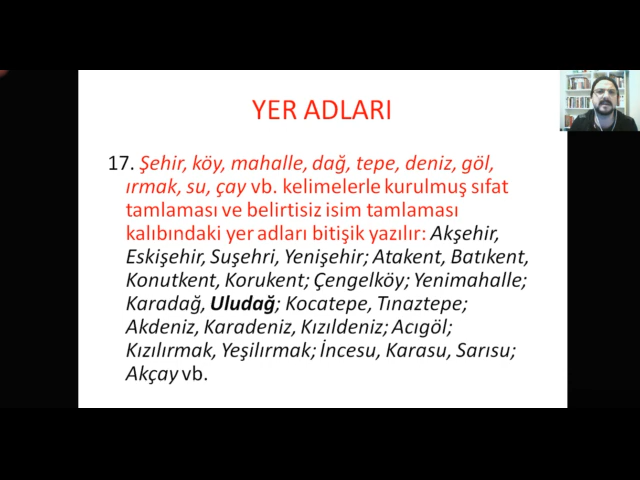 YER ADLARI
17. Şehir, köy, mahalle, dağ, tepe, deniz, göl,
ırmak, su, çay vb. kelimelerle kurulmuş sıfat
tamlaması ve belirtisiz isim tamlaması
kalıbındaki yer adları bitişik yazılır: Akşehir,
Eskişehir, Suşehri, Yenişehir; Atakent, Batıkent,
Konutkent, Korukent; Çengelköy; Yenimahalle;
Karadağ, Uludağ; Kocatepe, Tınaztepe;
Akdeniz, Karadeniz, Kızıldeniz; Acıgöl;
Kızılırmak, Yeşilırmak; İncesu, Karasu, Sarısu;
Akçay vb.